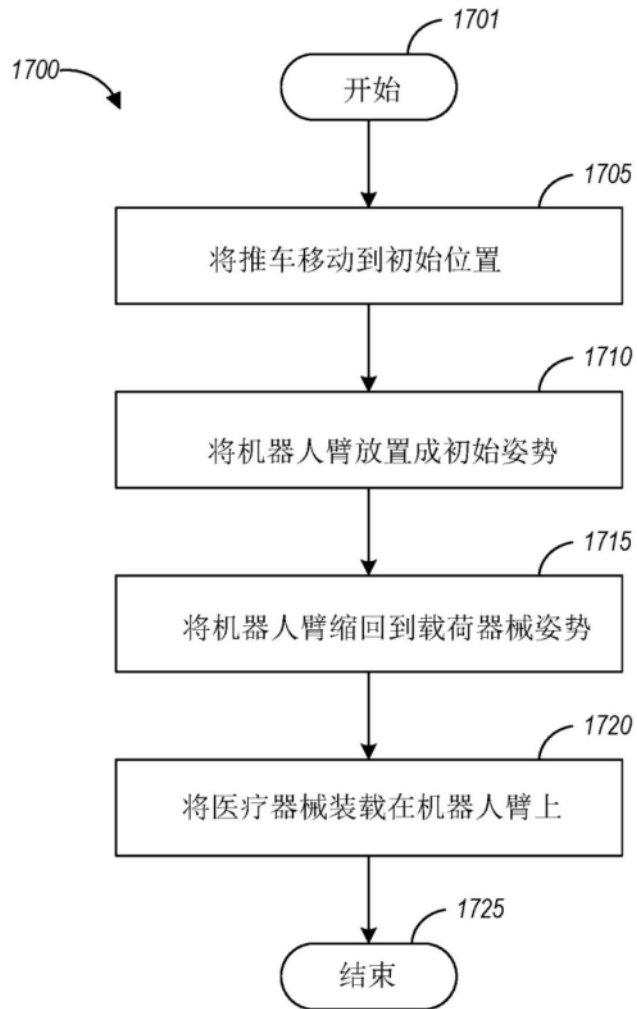 1701
1700
开始
1705
将推车移动到初始位置
1710
将机器人臂放置成初始姿势
1715
将机器人臂缩回到载荷器械姿势
1720
将医疗器械装载在机器人臂上
1725
结束